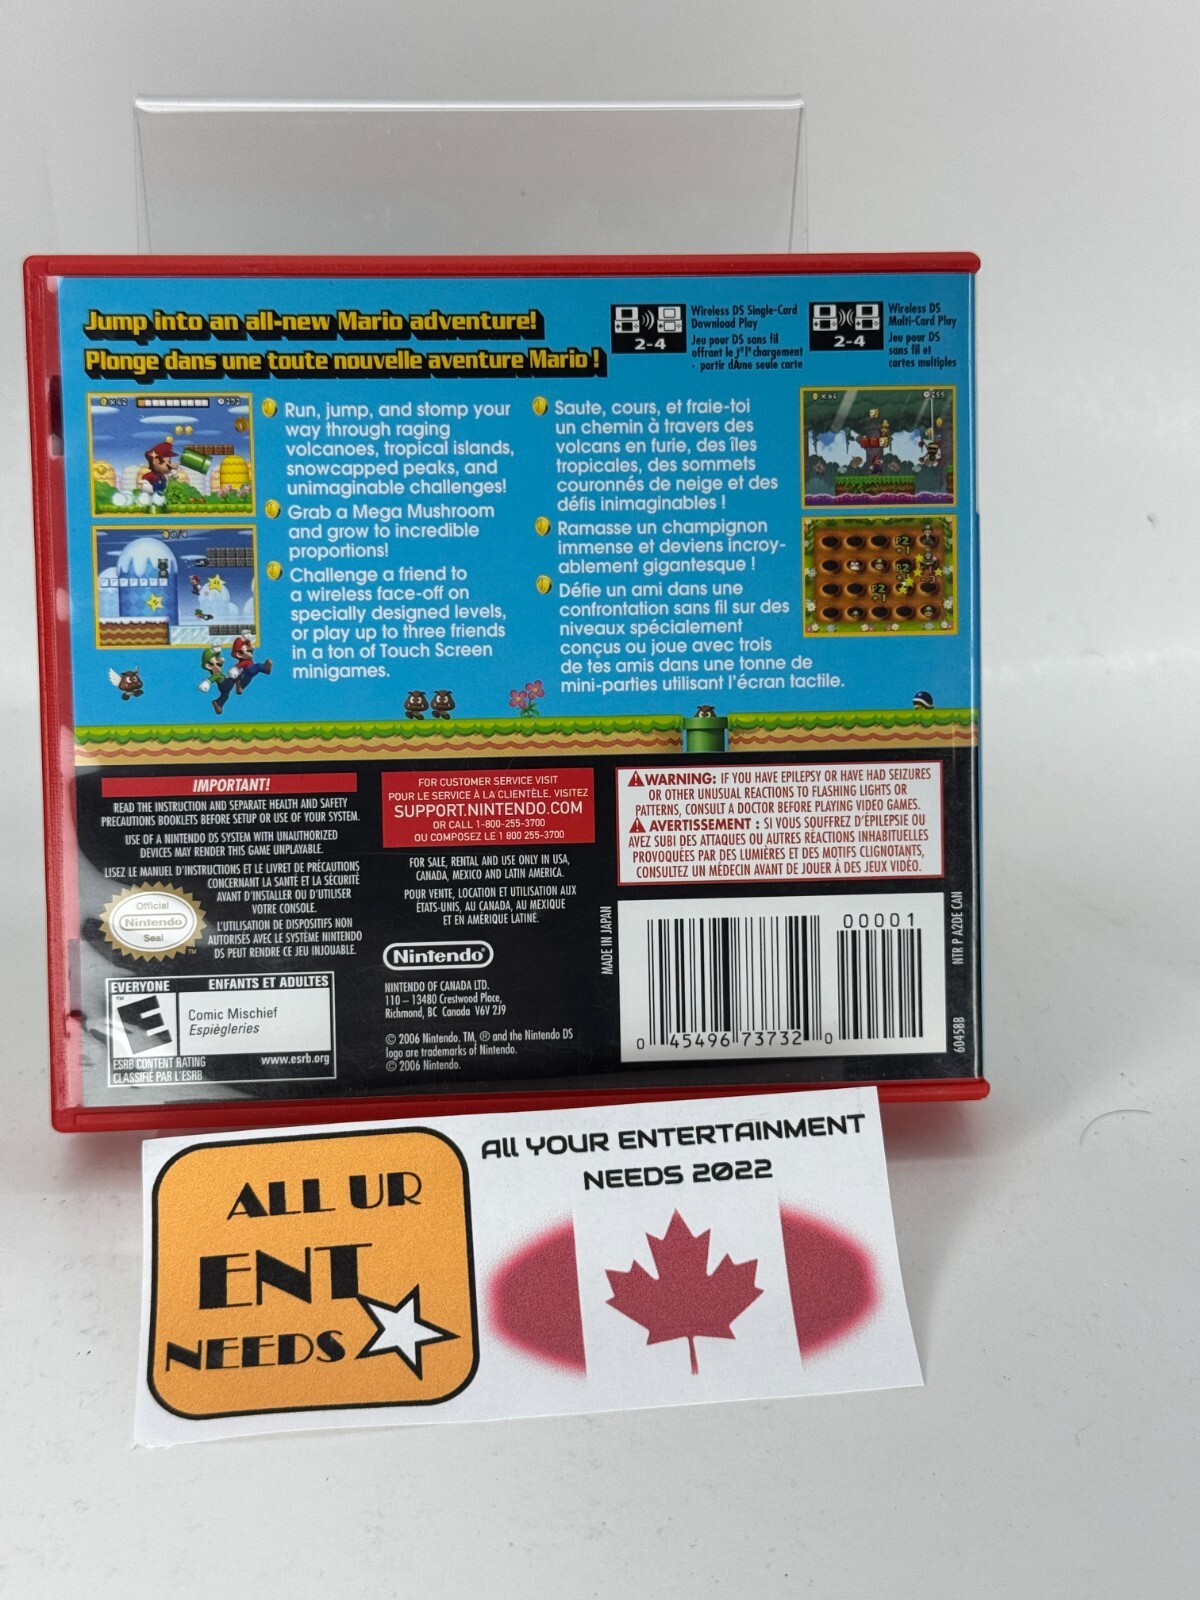 Jump into an all-new Mario adventure!
Plonge dans une toute nouvelle aventure Mario !
2-4
Wireless DS Single-Card
Download Play
Jeu pour DS sans fil
offrant le j"l"chargement
- partir dAune seule carte
2-4
Wireless DS
Multi-Card Play
Jeu pour DS
sans fil et
cartes multiples
Run, jump, and stomp your
way through raging
volcanoes, tropical islands,
snowcapped peaks, and
unimaginable challenges!
Grab a Mega Mushroom
and grow to incredible
proportions!
Challenge a friend to
a wireless face-off on
specially designed levels,
or play up to three friends
in a ton of Touch Screen
minigames.
Saute, cours, et fraie-toi
un chemin à travers des
volcans en furie, des îles
tropicales, des sommets
couronnés de neige et des
défis inimaginables !
Ramasse un champignon
immense et deviens incroy-
ablement gigantesque !
Défie un ami dans une
confrontation sans fil sur des
niveaux spécialement
conçus ou joue avec trois
de tes amis dans une tonne de
mini-parties utilisant l'écran tactile.
IMPORTANT!
READ THE INSTRUCTION AND SEPARATE HEALTH AND SAFETY
PRECAUTIONS BOOKLETS BEFORE SETUP OR USE OF YOUR SYSTEM.
USE OF A NINTENDO DS SYSTEM WITH UNAUTHORIZED
DEVICES MAY RENDER THIS GAME UNPLAYABLE.
LISEZ LE MANUEL D'INSTRUCTIONS ET LE LIVRET DE PRÉCAUTIONS
CONCERNANT LA SANTÉ ET LA SÉCURITÉ
AVANT D'INSTALLER OU D'UTILISER
VOTRE CONSOLE.
L'UTILISATION DE DISPOSITIFS NON
AUTORISÉS AVEC LE SYSTÈME NINTENDO
DS PEUT RENDRE CE JEU INJOUABLE.
Official
Nintendo
Seal
TM
EVERYONE ENFANTS ET ADULTES
E
Comic Mischief
Espiègleries
ESRB CONTENT RATING www.esrb.org
CLASSIFIÉ PAR L'ESRB
FOR CUSTOMER SERVICE VISIT
POUR LE SERVICE À LA CLIENTÈLE. VISITEZ
SUPPORT.NINTENDO.COM
OR CALL 1-800-255-3700
OU COMPOSEZ LE 1 800 255-3700
FOR SALE, RENTAL AND USE ONLY IN USA,
CANADA, MEXICO AND LATIN AMERICA.
POUR VENTE, LOCATION ET UTILISATION AUX
ÉTATS-UNIS, AU CANADA, AU MEXIQUE
ET EN AMÉRIQUE LATINE.
Nintendo®
NINTENDO OF CANADA LTD.
110 – 13480 Crestwood Place,
Richmond, BC Canada V6V 2J9
© 2006 Nintendo. TM, ® and the Nintendo DS
logo are trademarks of Nintendo.
© 2006 Nintendo.
WARNING: IF YOU HAVE EPILEPSY OR HAVE HAD SEIZURES
OR OTHER UNUSUAL REACTIONS TO FLASHING LIGHTS OR
PATTERNS, CONSULT A DOCTOR BEFORE PLAYING VIDEO GAMES.
AVERTISSEMENT : SI VOUS SOUFFREZ D'ÉPILEPSIE OU
AVEZ SUBI DES ATTAQUES OU AUTRES RÉACTIONS INHABITUELLES
PROVOQUÉES PAR DES LUMIÈRES ET DES MOTIFS CLIGNOTANTS,
CONSULTEZ UN MÉDECIN AVANT DE JOUER À DES JEUX VIDÉO.
MADE IN JAPAN
00001
0 45496 73732 0
NTR P A2DE CAN
60458B
ALL UR
ENT
NEEDS
All YOUR ENTERTAINMENT
NEEDS 2022